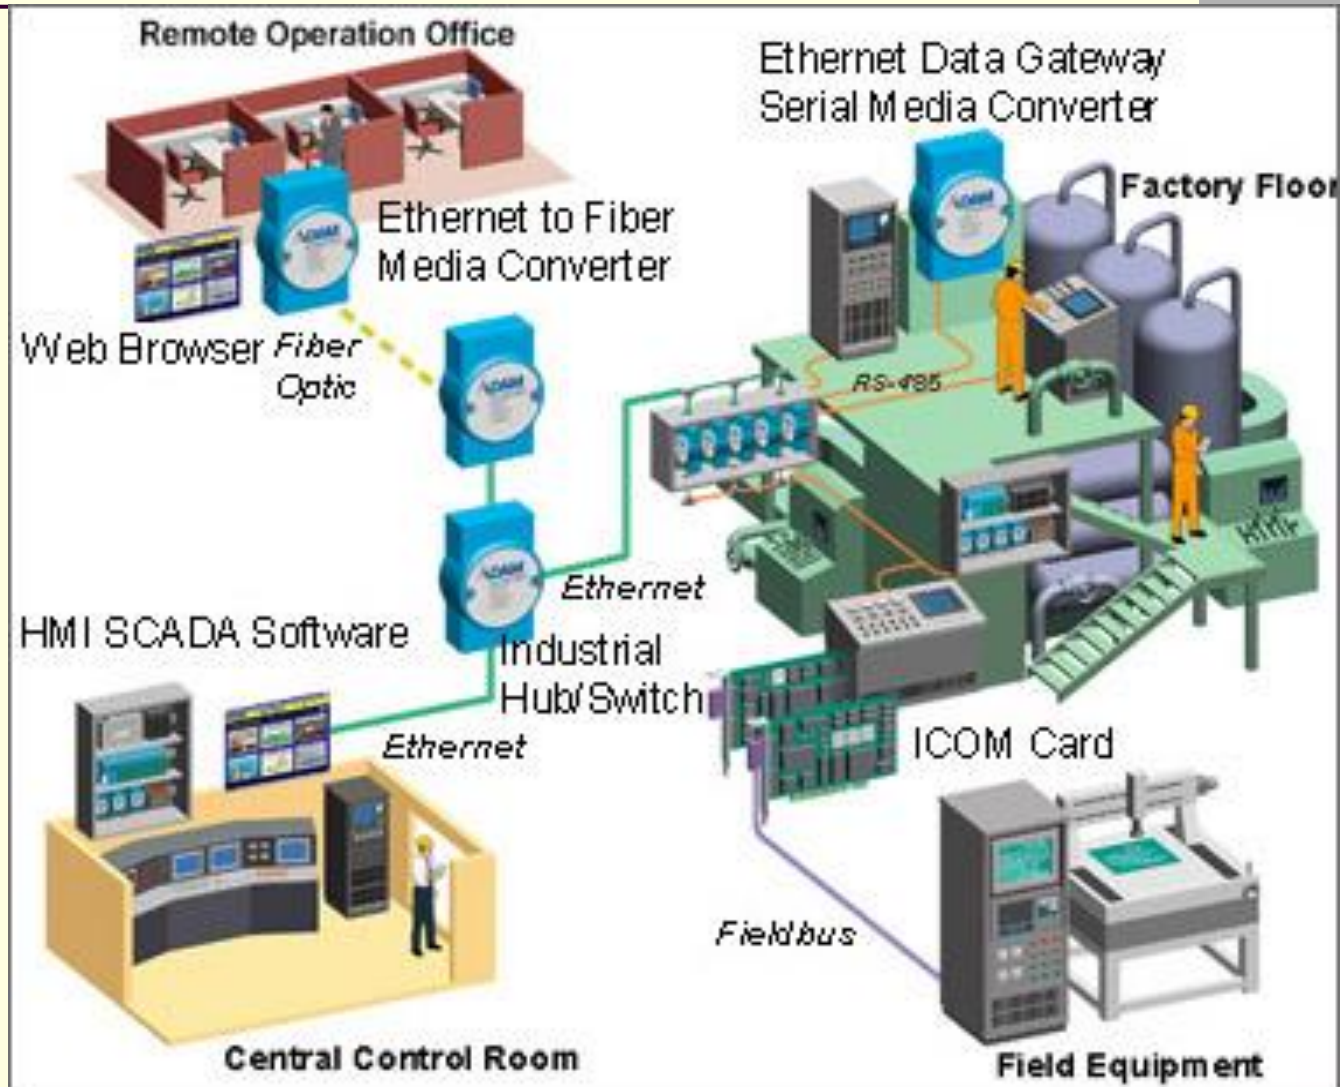 Remote Operation Office
Ethernet Data Gateway
Serial Media Converter
Factory Floor
Ethernet to Fiber
Media Converter
Web Browser
Fiber
Optic
RS-485
Ethernet
HMI SCADA Software
Industrial
Hub/Switch
Ethernet
ICOM Card
Fieldbus
Central Control Room
Field Equipment